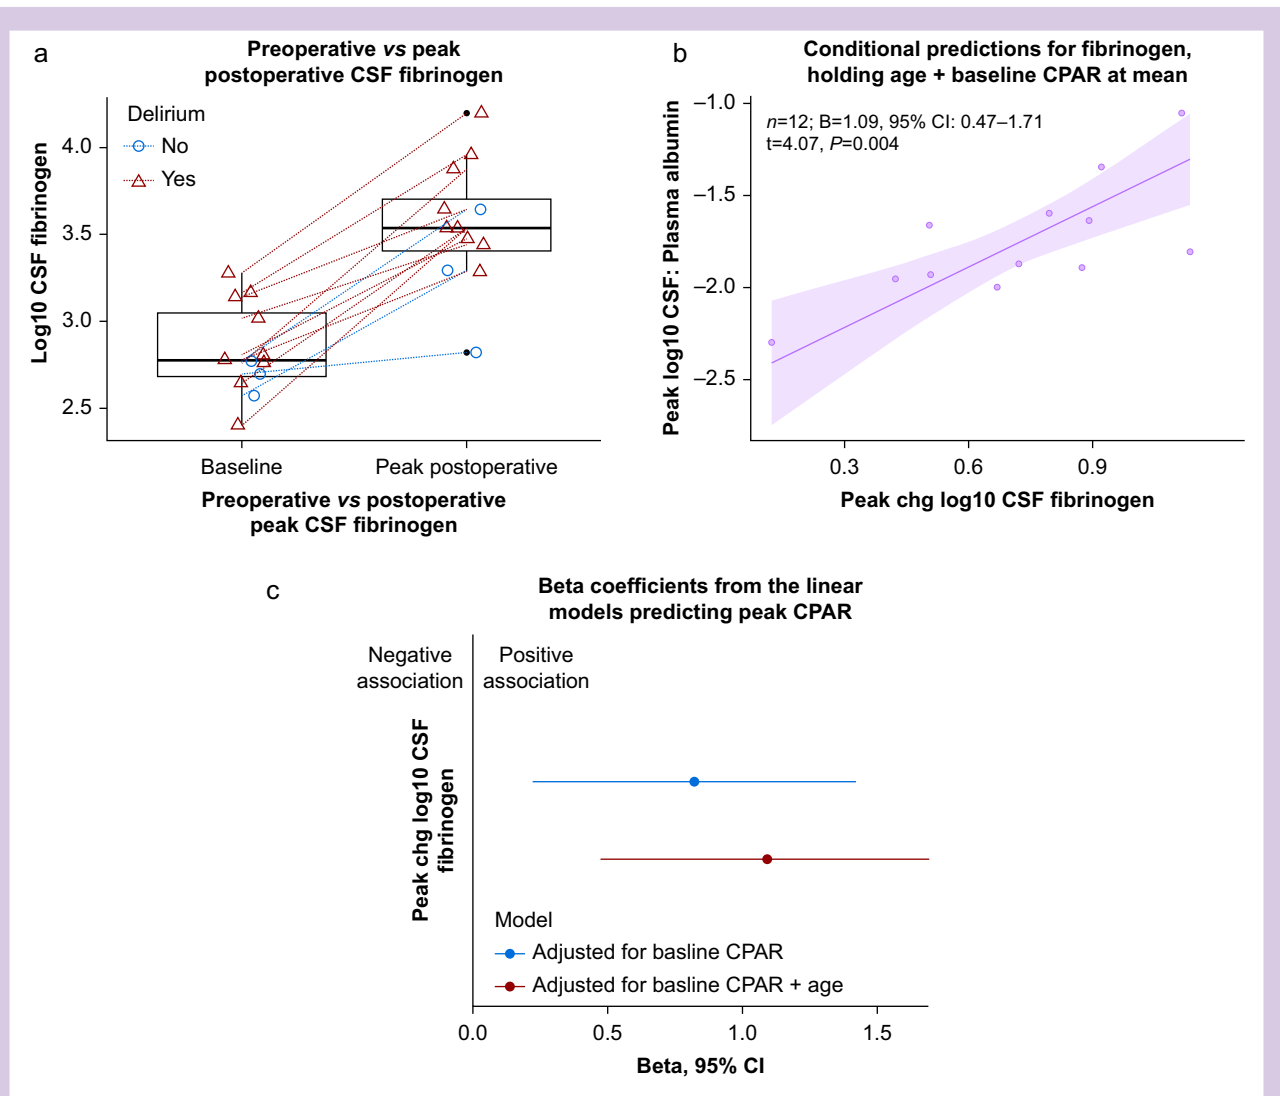 a
Preoperative vs peak
postoperative CSF fibrinogen
Delirium
No
Yes
Log10 CSF fibrinogen
4.0
3.5
3.0
2.5
Baseline
Peak postoperative
Preoperative vs postoperative
peak CSF fibrinogen
b
Conditional predictions for fibrinogen,
holding age + baseline CPAR at mean
n=12; B=1.09, 95% CI: 0.47–1.71
t=4.07, P=0.004
Peak log10 CSF: Plasma albumin
–1.0
–1.5
–2.0
–2.5
0.3
0.6
0.9
Peak chg log10 CSF fibrinogen
c
Beta coefficients from the linear
models predicting peak CPAR
Negative
association
Positive
association
Peak chg log10 CSF
fibrinogen
Model
Adjusted for basline CPAR
Adjusted for basline CPAR + age
0.0
0.5
1.0
1.5
Beta, 95% CI